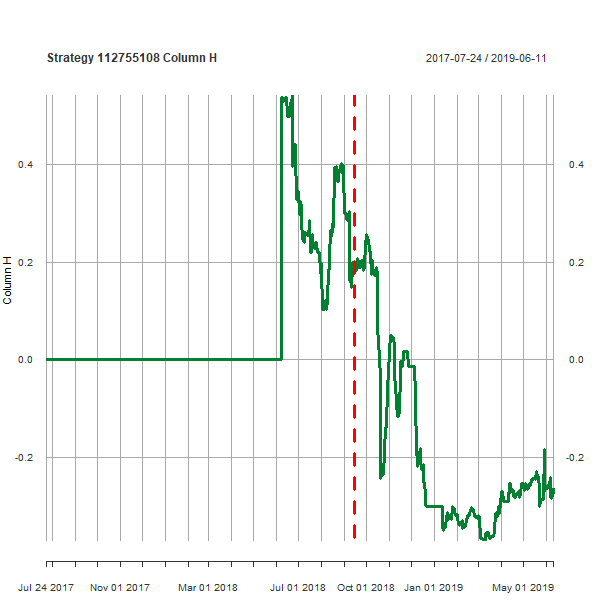 Strategy 112755108 Column H
2017-07-24 / 2019-06-11
Column H
0.4
0.4
0.2
0.2
0.0
0.0
-0.2
-0.2
Jul 24 2017
Nov 01 2017
Mar 01 2018
Jul 01 2018
Oct 01 2018
Jan 01 2019
May 01 2019